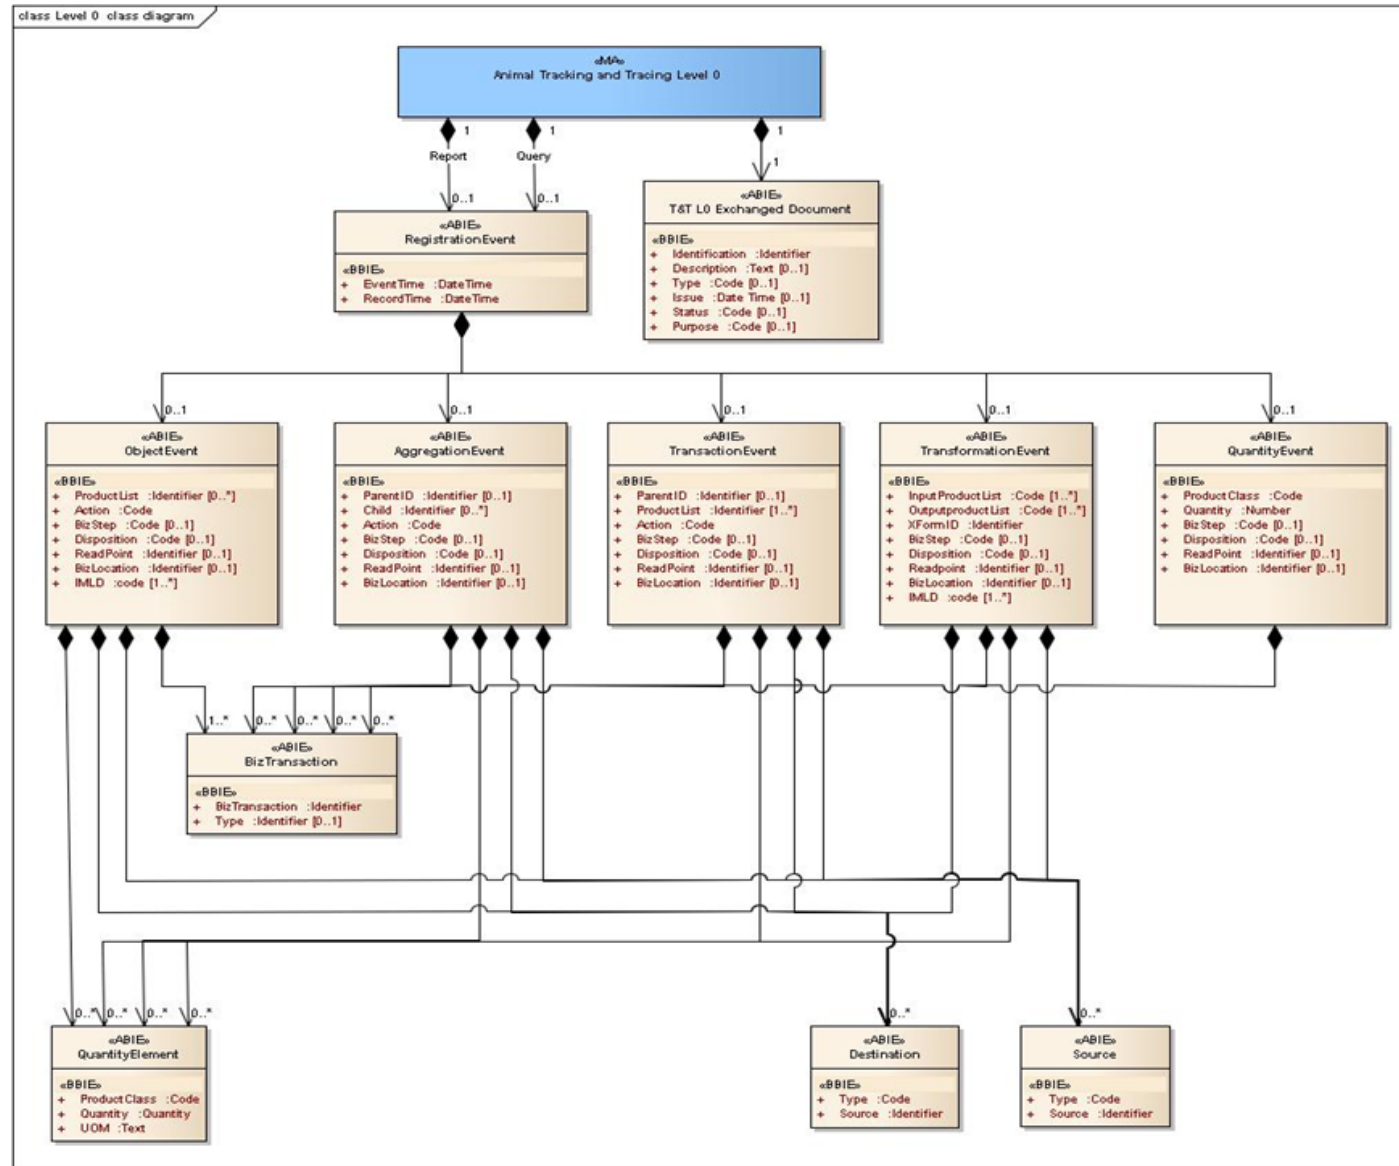 class Level 0 class diagram
«MA»
Animal Tracking and Tracing Level 0
1
1
1
Report
Query
1
0..1
0..1
«ABIE»
T&T L0 Exchanged Document
«BBIE»
+ Identification :Identifier
+ Description :Text [0..1]
+ Type :Code [0..1]
+ Issue :Date Time [0..1]
+ Status :Code [0..1]
+ Purpose :Code [0..1]
«ABIE»
RegistrationEvent
«BBIE»
+ EventTime :DateTime
+ RecordTime :DateTime
0..1
0..1
0..1
0..1
0..1
«ABIE»
ObjectEvent
«BBIE»
+ ProductList :Identifier [0..*]
+ Action :Code
+ BizStep :Code [0..1]
+ Disposition :Code [0..1]
+ ReadPoint :Identifier [0..1]
+ BizLocation :Identifier [0..1]
+ IMLD :code [1..*]
«ABIE»
AggregationEvent
«BBIE»
+ ParentID :Identifier [0..1]
+ Child :Identifier [0..*]
+ Action :Code
+ BizStep :Code [0..1]
+ Disposition :Code [0..1]
+ ReadPoint :Identifier [0..1]
+ BizLocation :Identifier [0..1]
«ABIE»
TransactionEvent
«BBIE»
+ ParentID :Identifier [0..1]
+ ProductList :Identifier [1..*]
+ Action :Code
+ BizStep :Code [0..1]
+ Disposition :Code [0..1]
+ ReadPoint :Identifier [0..1]
+ BizLocation :Identifier [0..1]
«ABIE»
TransformationEvent
«BBIE»
+ InputProductList :Code [1..*]
+ OutputproductList :Code [1..*]
+ XFormID :Identifier
+ BizStep :Code [0..1]
+ Disposition :Code [0..1]
+ Readpoint :Identifier [0..1]
+ BizLocation :Identifier [0..1]
+ IMLD :code [1..*]
«ABIE»
QuantityEvent
«BBIE»
+ ProductClass :Code
+ Quantity :Number
+ BizStep :Code [0..1]
+ Disposition :Code [0..1]
+ ReadPoint :Identifier [0..1]
+ BizLocation :Identifier [0..1]
1..*
0..*
0..*
0..*
0..*
«ABIE»
BizTransaction
«BBIE»
+ BizTransaction :Identifier
+ Type :Identifier [0..1]
0..*
0..*
0..*
0..*
0..*
0..*
«ABIE»
QuantityElement
«BBIE»
+ ProductClass :Code
+ Quantity :Quantity
+ UOM :Text
«ABIE»
Destination
«BBIE»
+ Type :Code
+ Source :Identifier
«ABIE»
Source
«BBIE»
+ Type :Code
+ Source :Identifier